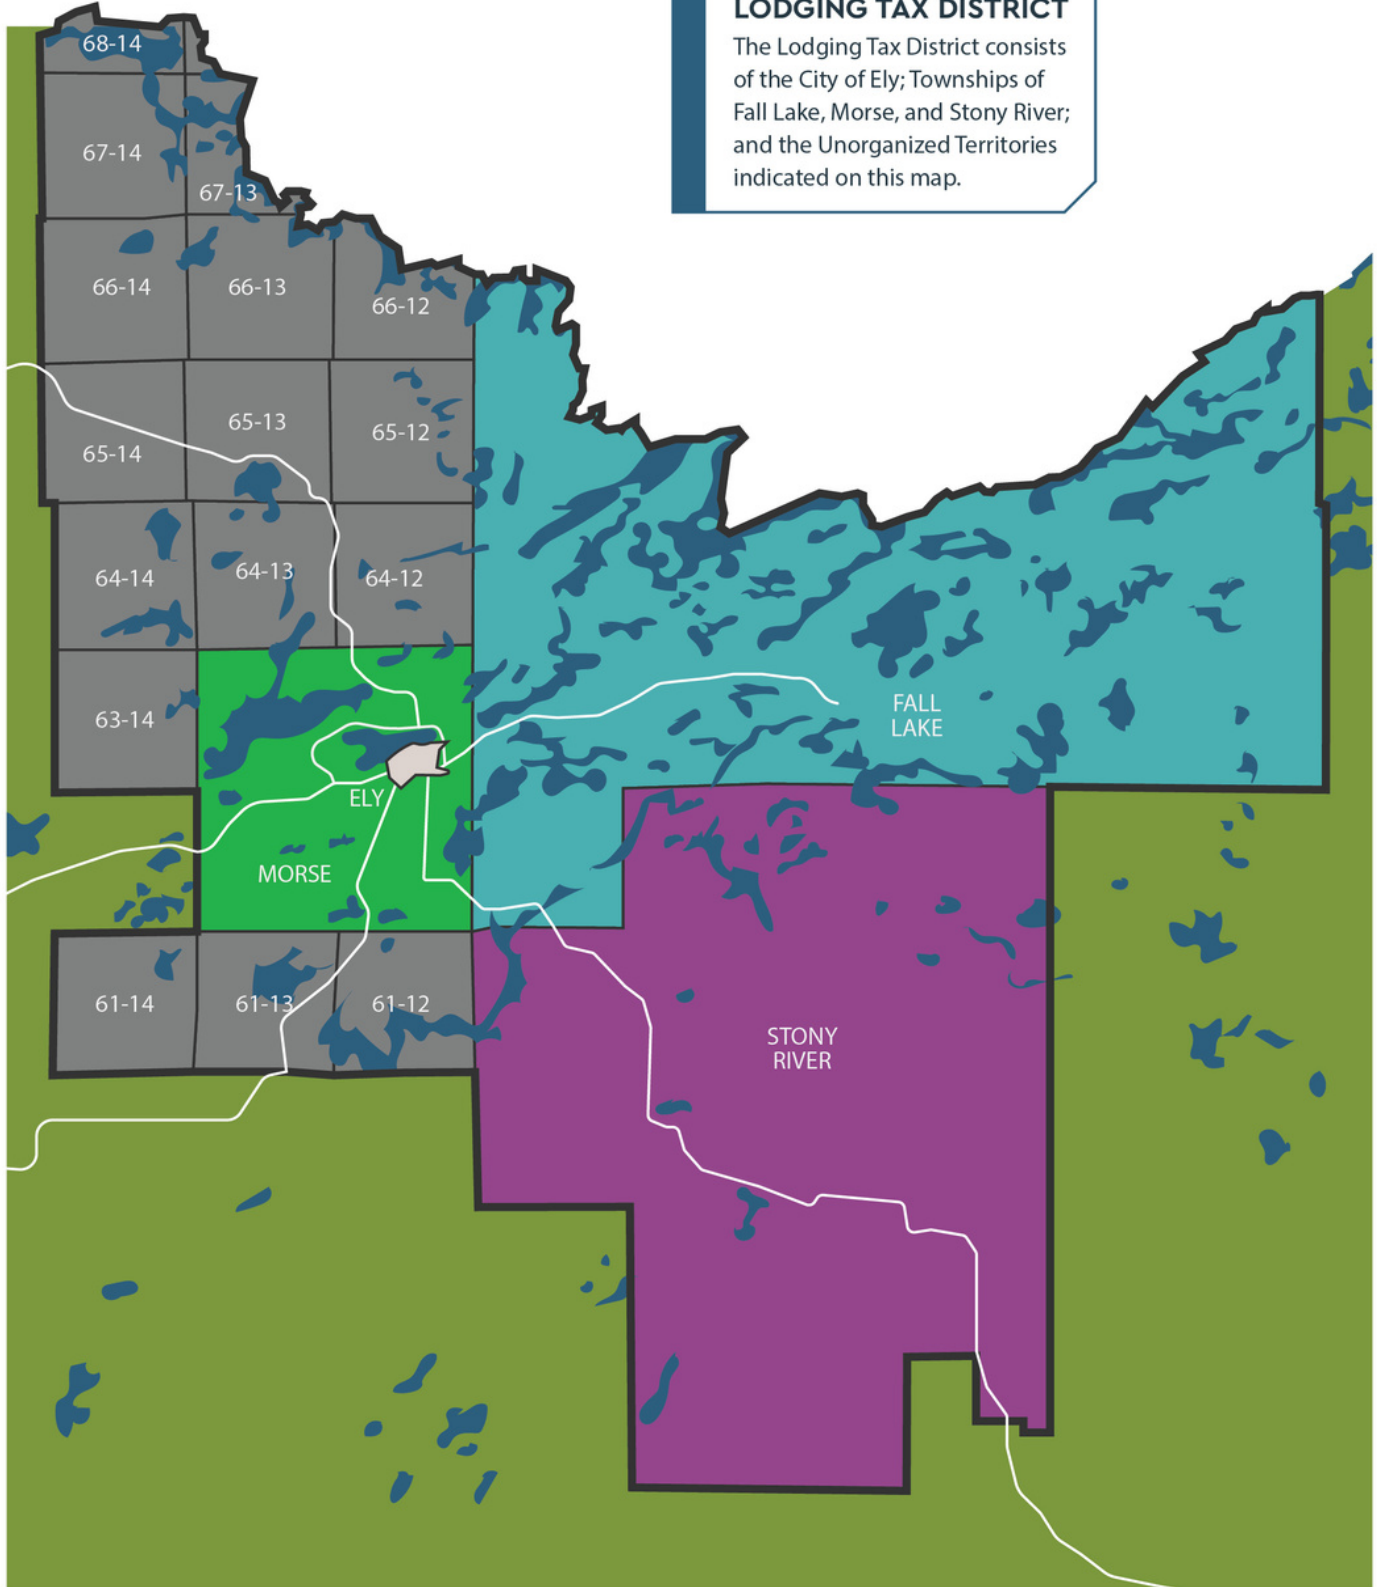 LODGING TAX DISTRICT
The Lodging Tax District consists
of the City of Ely; Townships of
Fall Lake, Morse, and Stony River;
and the Unorganized Territories
indicated on this map.
68-14
67-14
67-13
66-14
66-13
66-12
65-14
65-13
65-12
64-14
64-13
64-12
63-14
FALL
LAKE
ELY
MORSE
61-14
61-13
61-12
STONY
RIVER